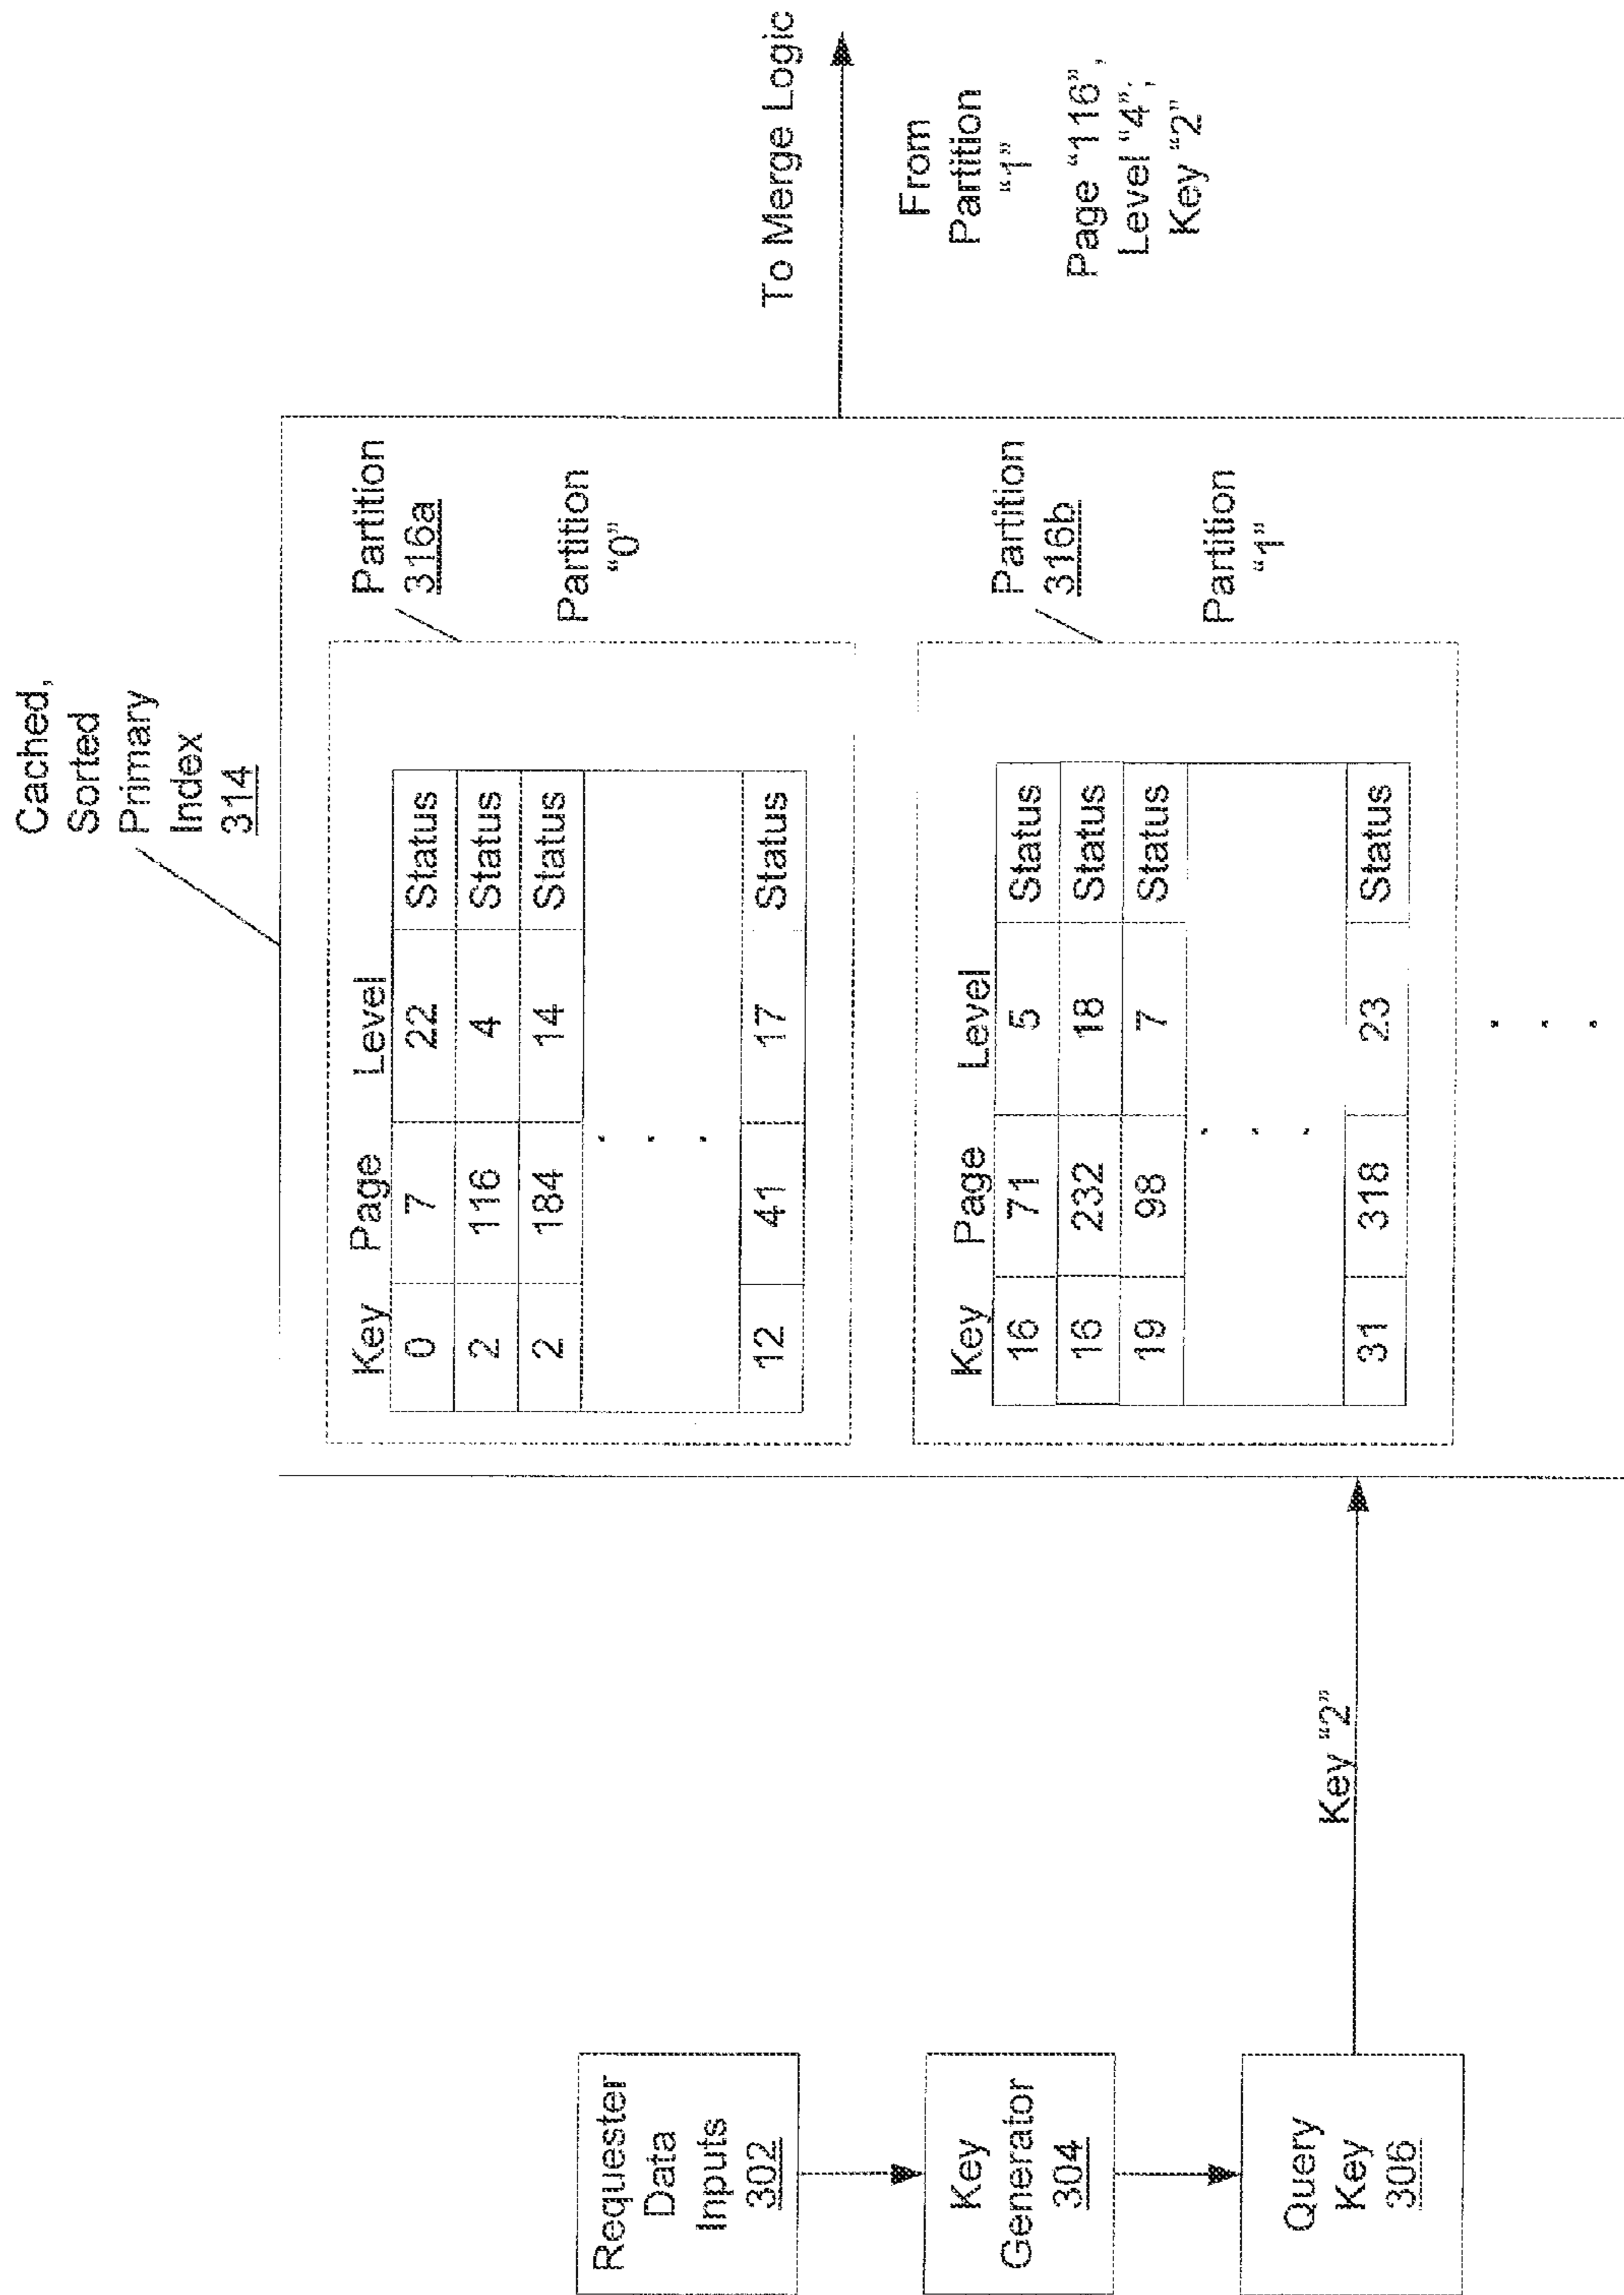 Cached,
Sorted
Primary
Index
314
Requester
Data
Inputs
302
Key
Generator
304
Query
Key
306
Key "2"
Key Page Level
0 7 22 Status
2 116 4 Status
2 184 14 Status
. . .
12 41 17 Status
Partition
316a
Partition
"0"
Key Page Level
16 71 5 Status
16 232 18 Status
19 98 7 Status
. . .
31 318 23 Status
Partition
316b
Partition
"1"
. . .
To Merge Logic
From
Partition
"1"
Page "116",
Level "4",
Key "2"